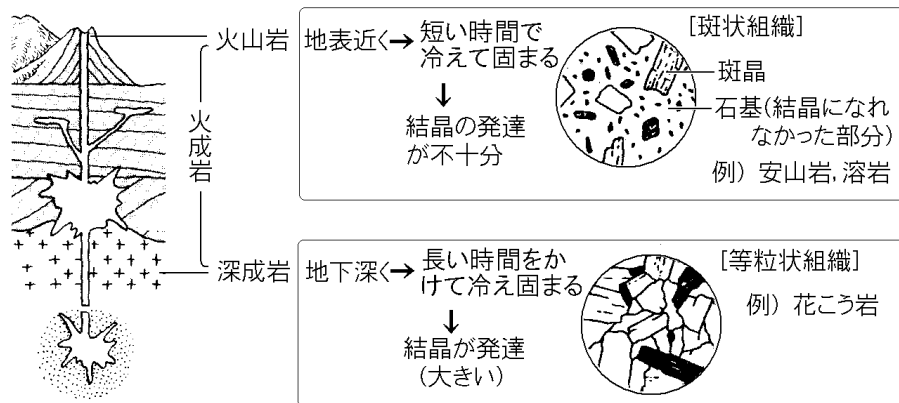 火成岩
火山岩
地表近く→短い時間で
冷えて固まる
↓
結晶の発達
が不十分
[斑状組織]
斑晶
石基(結晶になれ
なかった部分)
例) 安山岩, 溶岩
深成岩
地下深く→長い時間をか
けて冷え固まる
↓
結晶が発達
(大きい)
[等粒状組織]
例) 花こう岩